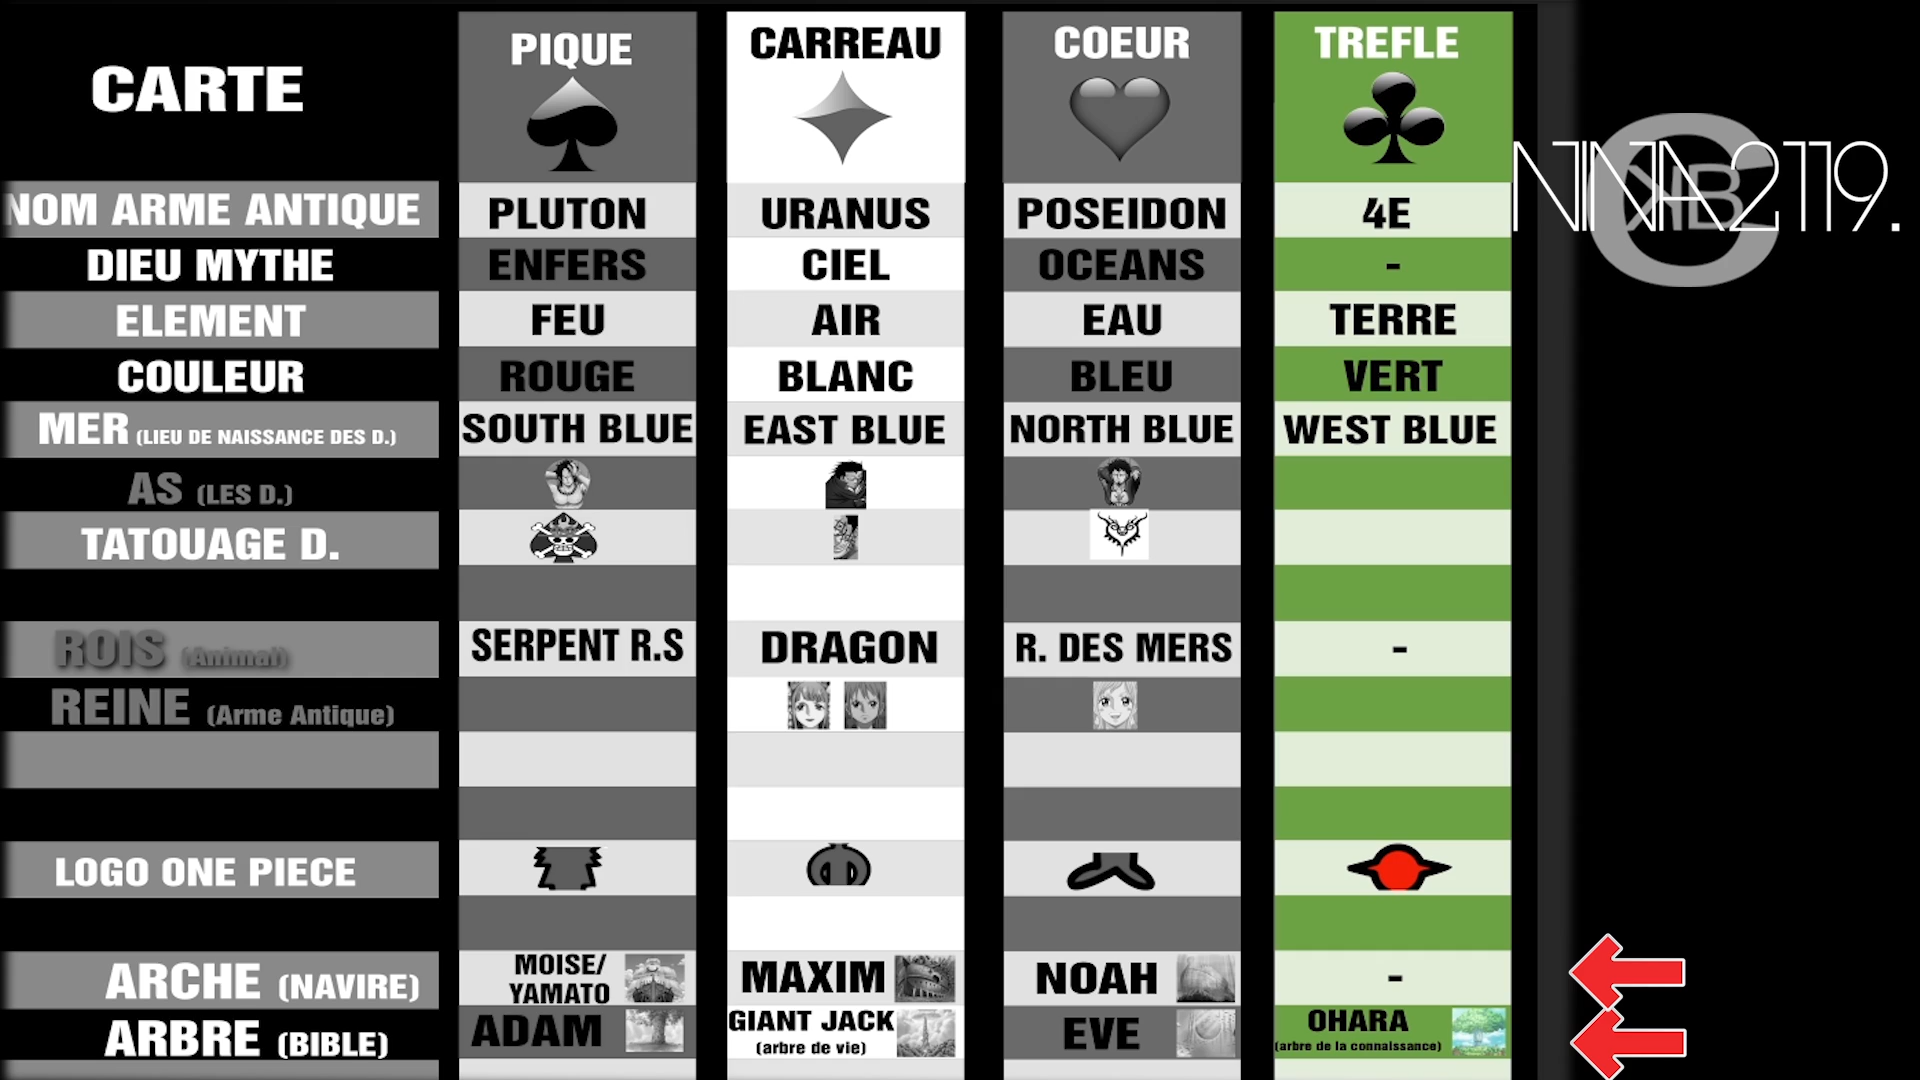 CARTE
PIQUE
CARREAU
COEUR
TREFLE
NINA2119.
CKB
NOM ARME ANTIQUE
PLUTON
URANUS
POSEIDON
4E
DIEU MYTHE
ENFERS
CIEL
OCEANS
-
ELEMENT
FEU
AIR
EAU
TERRE
COULEUR
ROUGE
BLANC
BLEU
VERT
MER (LIEU DE NAISSANCE DES D.)
SOUTH BLUE
EAST BLUE
NORTH BLUE
WEST BLUE
AS (LES D.)
TATOUAGE D.
ROIS (Animal)
SERPENT R.S
DRAGON
R. DES MERS
-
REINE (Arme Antique)
LOGO ONE PIECE
ARCHE (NAVIRE)
MOISE/
YAMATO
MAXIM
NOAH
-
ARBRE (BIBLE)
ADAM
GIANT JACK
(arbre de vie)
EVE
OHARA
(arbre de la connaissance)